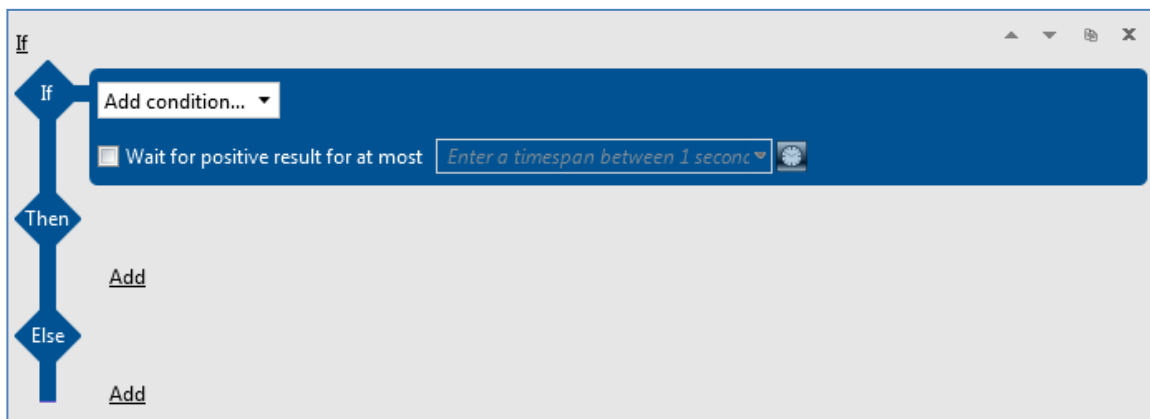 If
If
Add condition...
Wait for positive result for at most Enter a timespan between 1 second
Then
Add
Else
Add